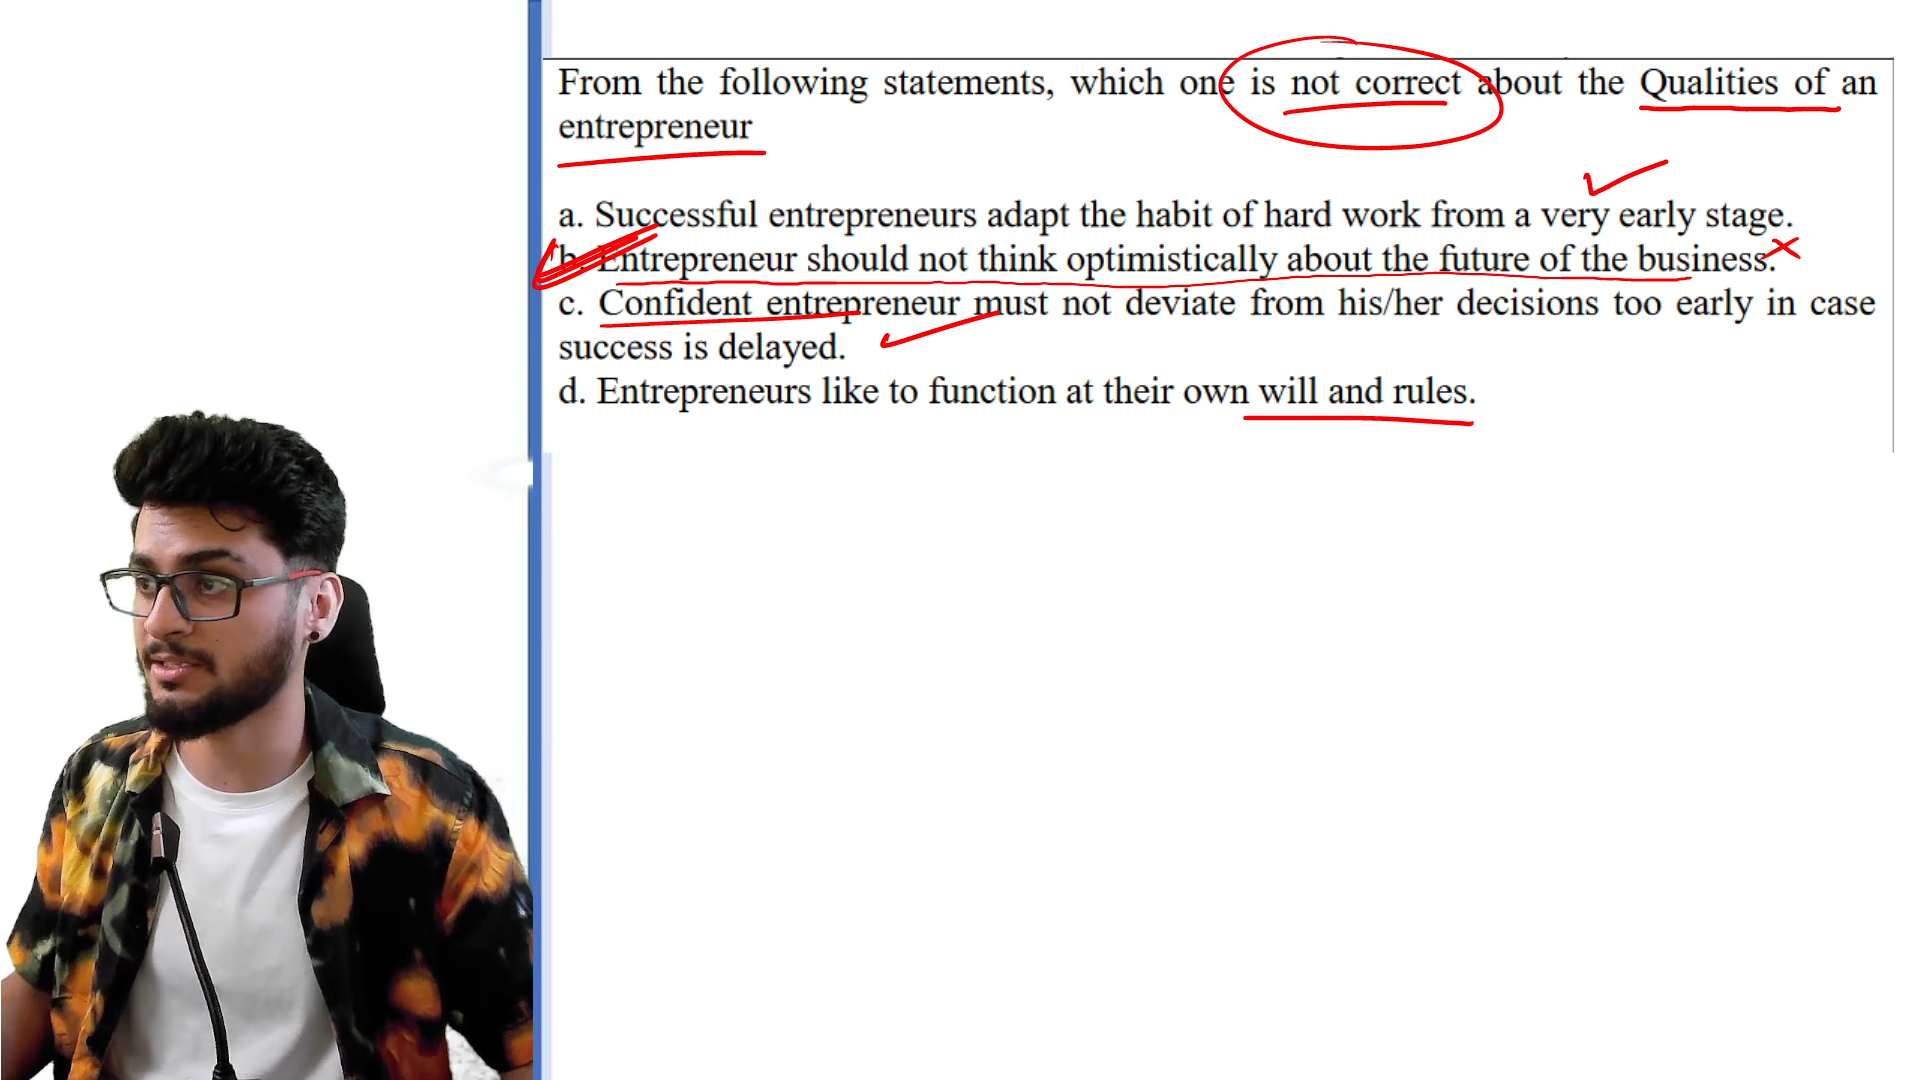 From the following statements, which one is not correct about the Qualities of an
entrepreneur
a. Successful entrepreneurs adapt the habit of hard work from a very early stage.
b. Entrepreneur should not think optimistically about the future of the business.
c. Confident entrepreneur must not deviate from his/her decisions too early in case
success is delayed.
d. Entrepreneurs like to function at their own will and rules.